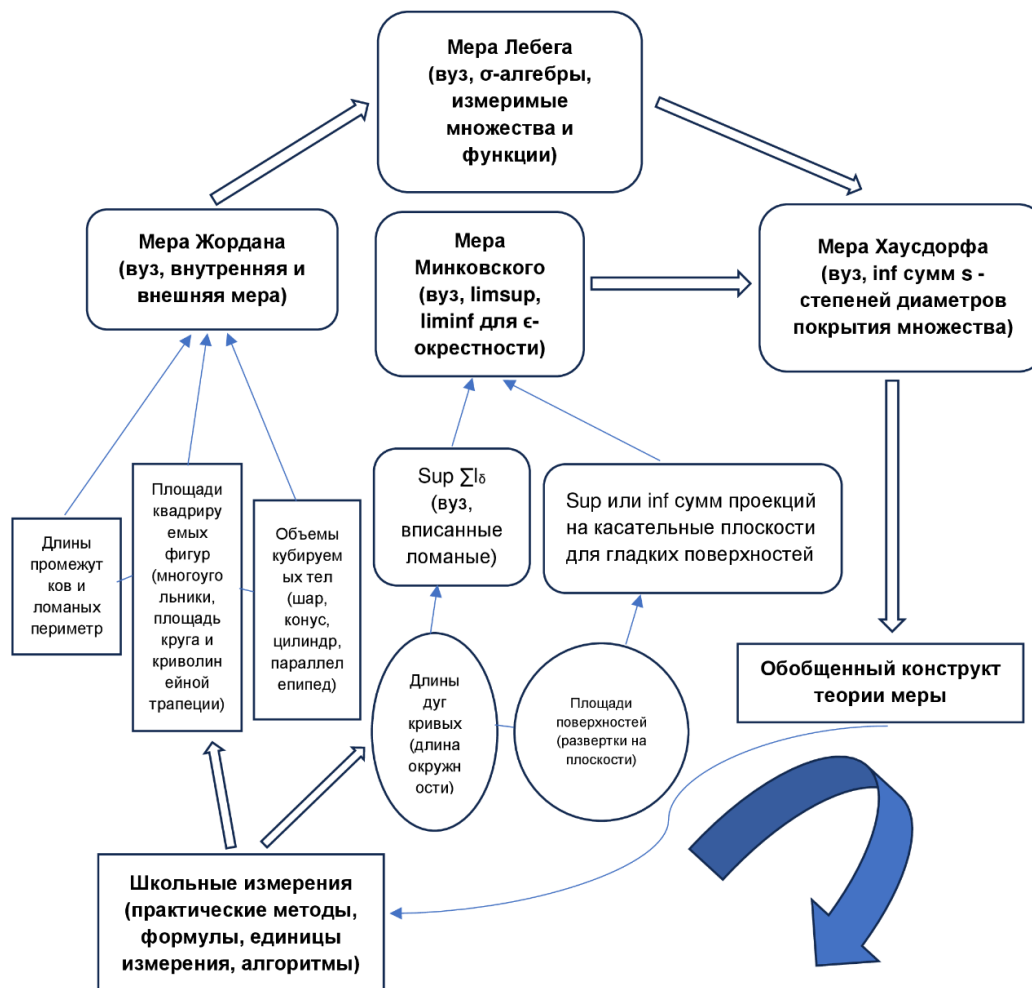 Мера Лебега
(вуз, σ-алгебры,
измеримые
множества и
функции)
Мера Жордана
(вуз, внутренняя и
внешняя мера)
Мера
Минковского
(вуз, limsup,
liminf для ϵ-
окрестности)
Мера Хаусдорфа
(вуз, inf сумм s -
степеней диаметров
покрытия множества)
Длины
промежут
ков и
ломаных
периметр
Площади
квадриру
емых
фигур
(многоуго
льники,
площадь
круга и
криволин
ейной
трапеции)
Объемы
кубируем
ых тел
(шар,
конус,
цилиндр,
параллел
епипед)
Sup ∑l₆
(вуз,
вписанные
ломаные)
Sup или inf сумм проекций
на касательные плоскости
для гладких поверхностей
Длины
дуг
кривых
(длина
окружн
ости)
Площади
поверхностей
(развертки на
плоскости)
Обобщенный конструкт
теории меры
Школьные измерения
(практические методы,
формулы, единицы
измерения, алгоритмы)